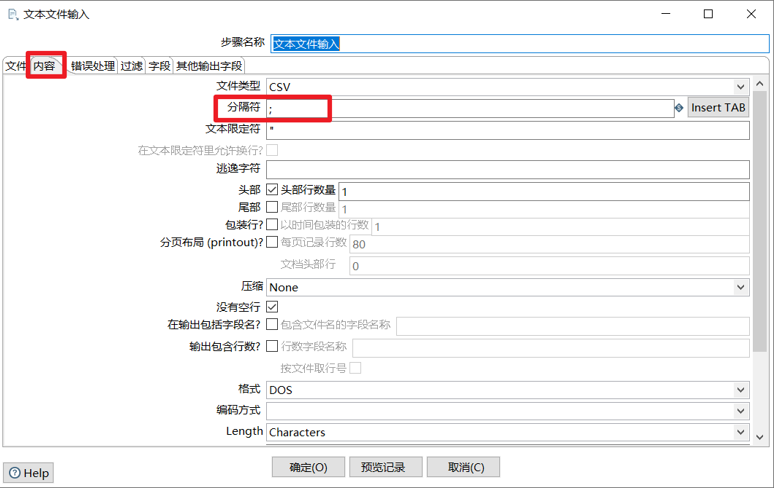 文本文件输入
步骤名称 文本文件输入
文件 内容 错误处理 过滤 字段 其他输出字段
文件类型 CSV
分隔符 ; Insert TAB
文本限定符 "
在文本限定符里允许换行?
逃逸字符
头部 头部行数量 1
尾部 尾部行数量 1
包装行? 以时间包装的行数 1
分页布局 (printout)? 每页记录行数 80
文档头部行 0
压缩 None
没有空行
在输出包括字段名? 包含文件名的字段名称
输出包含行数? 行数字段名称
按文件取行号
格式 DOS
编码方式
Length Characters
Help 确定(O) 预览记录 取消(C)